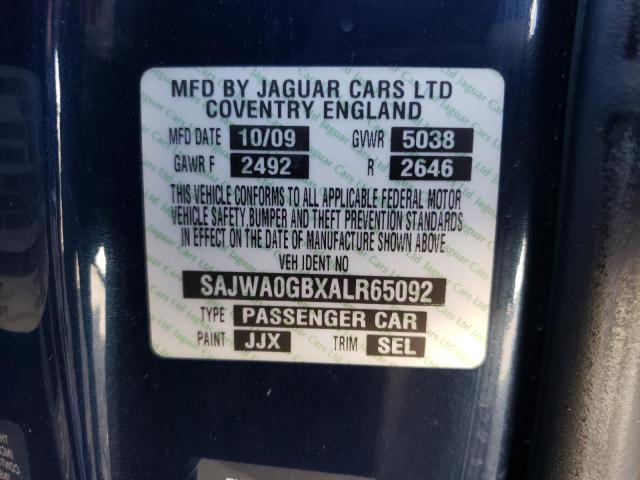 MFD BY JAGUAR CARS LTD
COVENTRY ENGLAND
MFD DATE 10/09 GVWR 5038
GAWR F 2492 R 2646
THIS VEHICLE CONFORMS TO ALL APPLICABLE FEDERAL MOTOR
VEHICLE SAFETY, BUMPER AND THEFT PREVENTION STANDARDS
IN EFFECT ON THE DATE OF MANUFACTURE SHOWN ABOVE.
VEH IDENT NO
SAJWA0GBXALR65092
TYPE PASSENGER CAR
PAINT JJX TRIM SEL